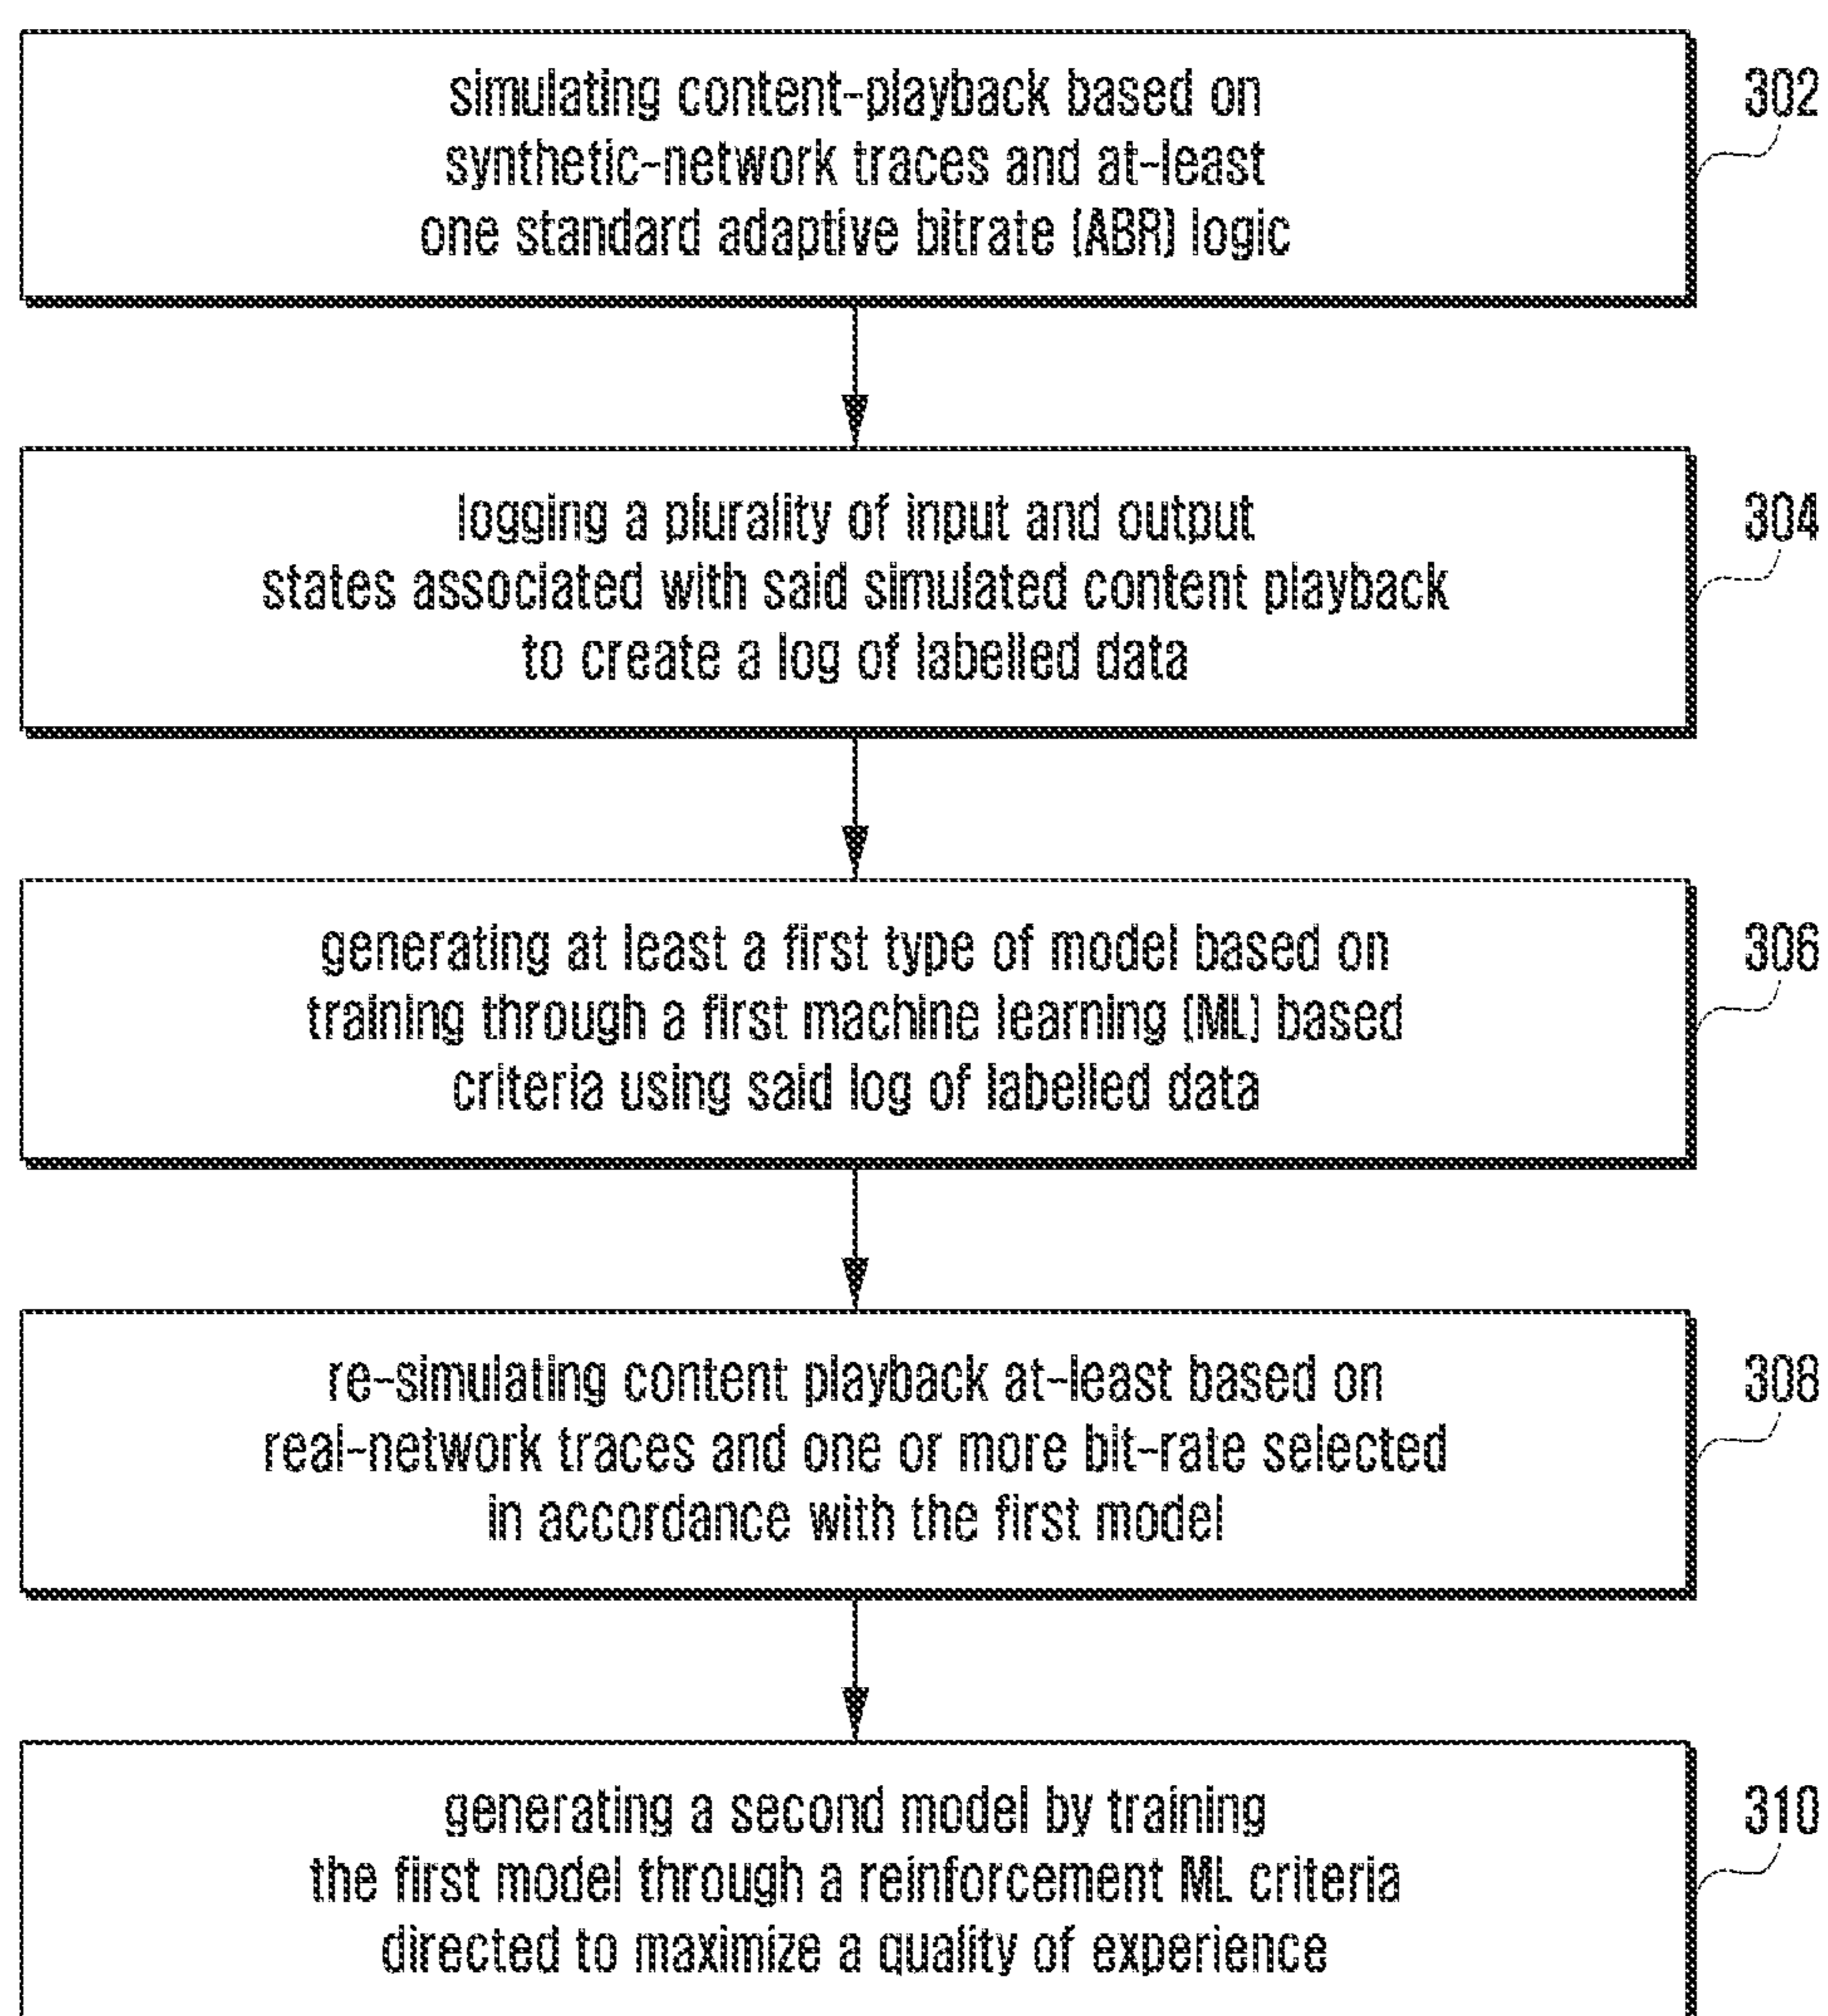 simulating content-playback based on
synthetic-network traces and at-least
one standard adaptive bitrate (ABR) logic
302
logging a plurality of input and output
states associated with said simulated content playback
to create a log of labelled data
304
generating at least a first type of model based on
training through a first machine learning (ML) based
criteria using said log of labelled data
306
re-simulating content playback at-least based on
real-network traces and one or more bit-rate selected
in accordance with the first model
308
generating a second model by training
the first model through a reinforcement ML criteria
directed to maximize a quality of experience
310